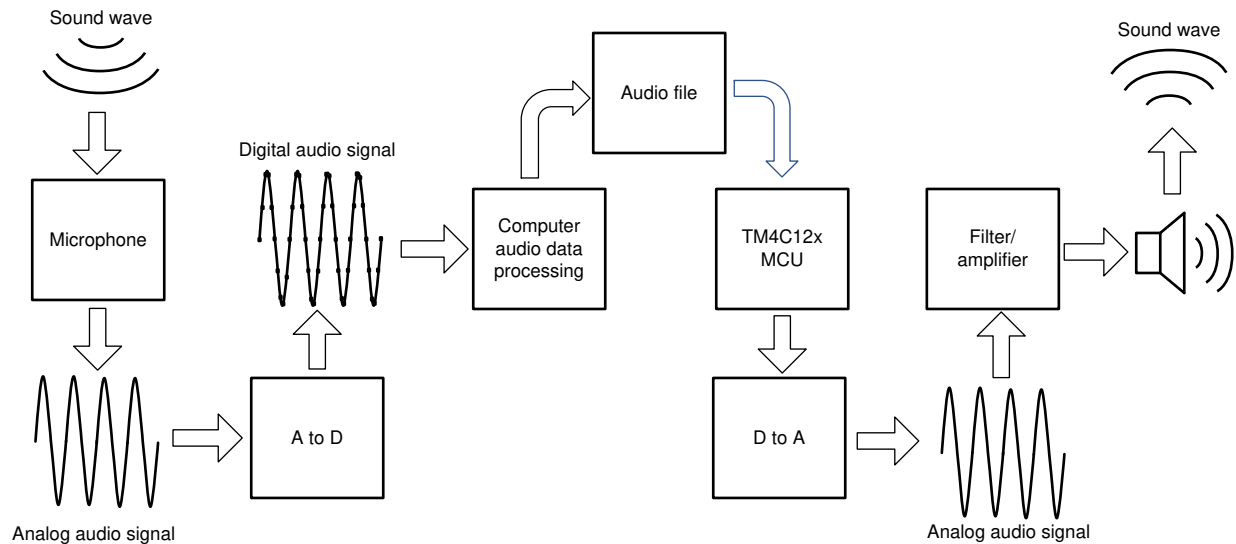 Sound wave
Microphone
Analog audio signal
A to D
Digital audio signal
Computer
audio data
processing
Audio file
TM4C12x
MCU
D to A
Analog audio signal
Filter/
amplifier
Sound wave